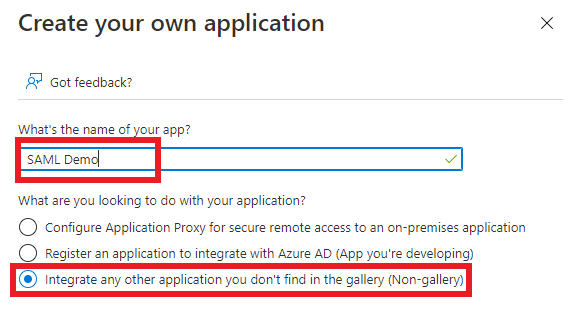 Create your own application
Got feedback?
What's the name of your app?
SAML Demo
What are you looking to do with your application?
Configure Application Proxy for secure remote access to an on-premises application
Register an application to integrate with Azure AD (App you're developing)
Integrate any other application you don't find in the gallery (Non-gallery)